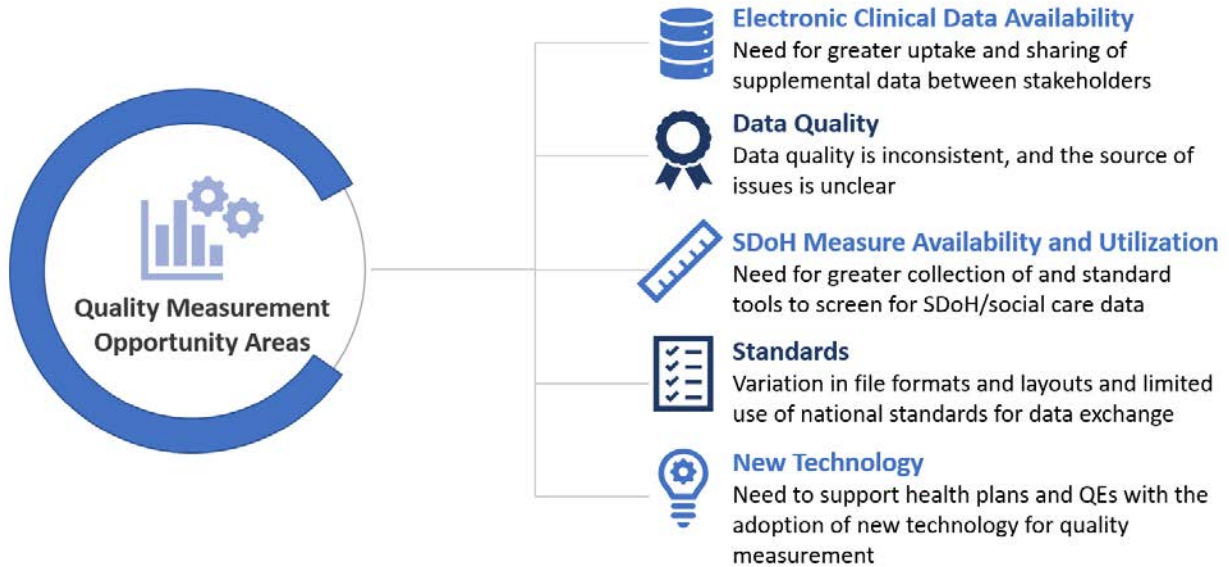 Quality Measurement
Opportunity Areas
Electronic Clinical Data Availability
Need for greater uptake and sharing of
supplemental data between stakeholders
Data Quality
Data quality is inconsistent, and the source of
issues is unclear
SDoH Measure Availability and Utilization
Need for greater collection of and standard
tools to screen for SDoH/social care data
Standards
Variation in file formats and layouts and limited
use of national standards for data exchange
New Technology
Need to support health plans and QEs with the
adoption of new technology for quality
measurement